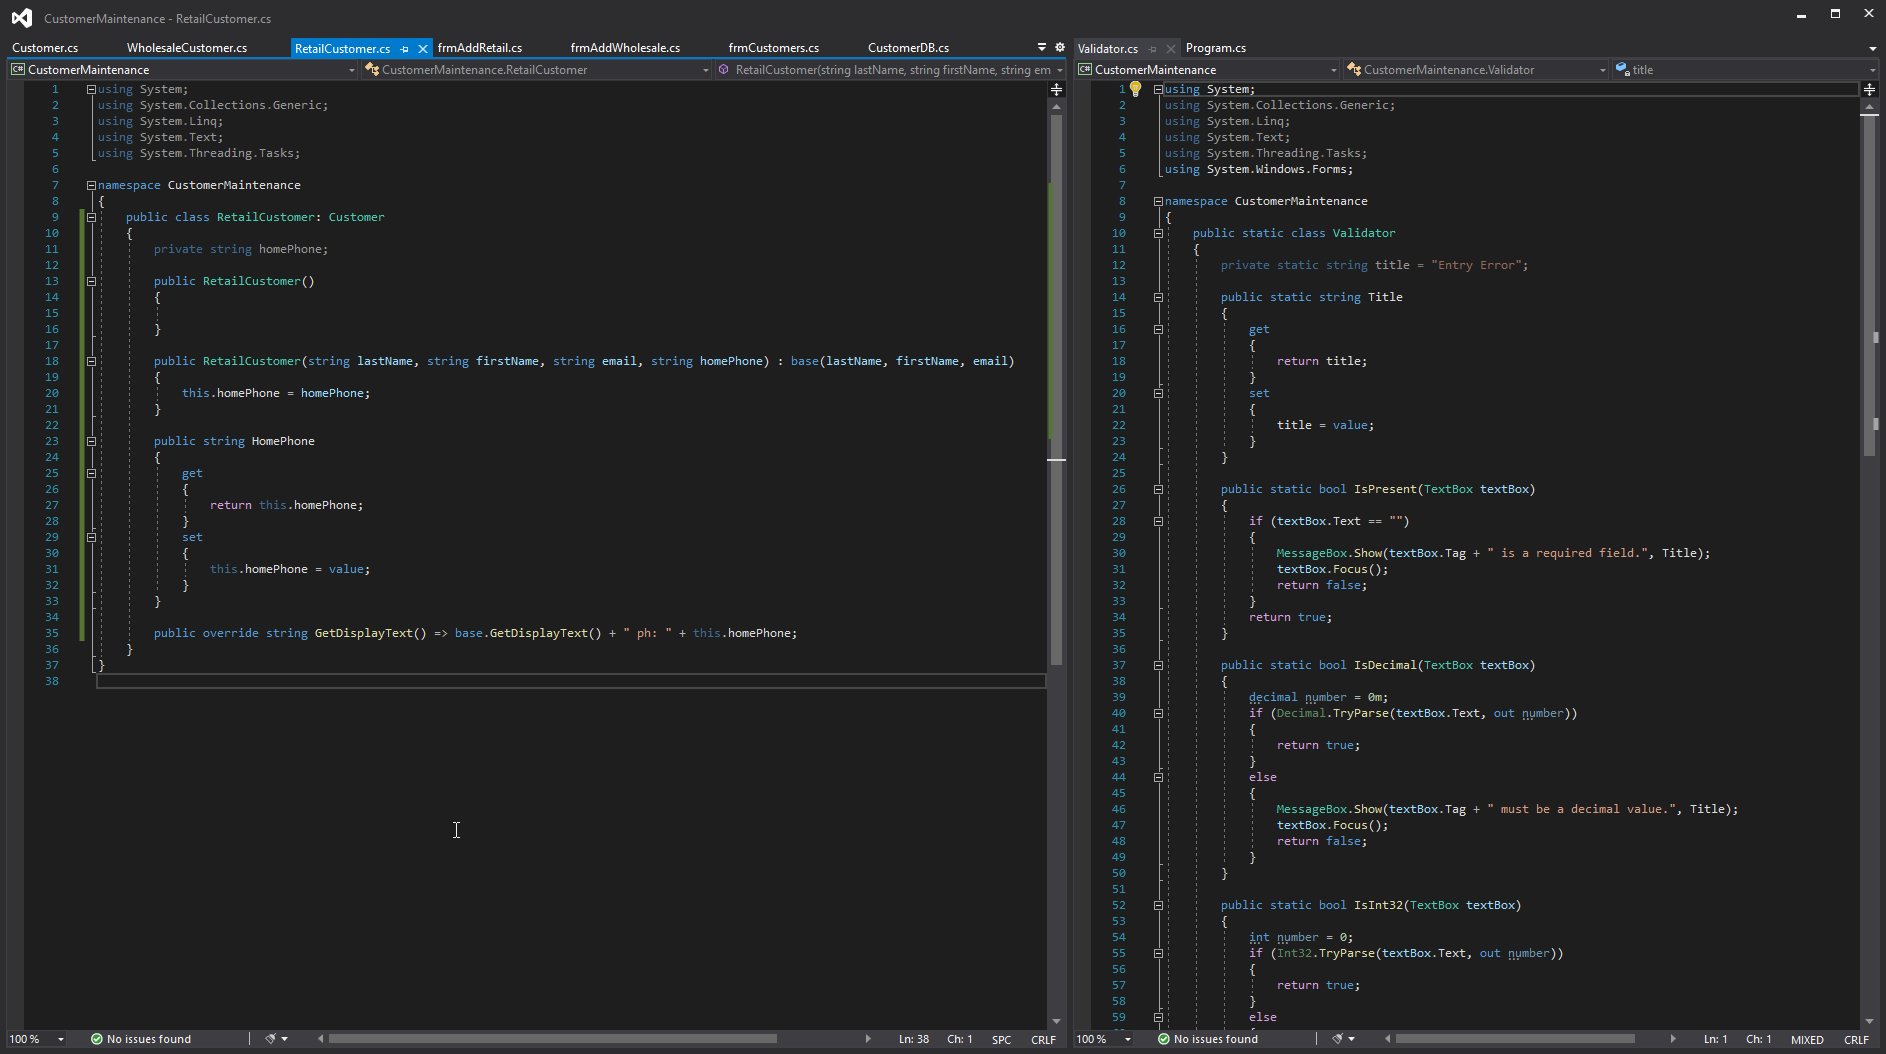 CustomerMaintenance - RetailCustomer.cs
Customer.cs WholesaleCustomer.cs RetailCustomer.cs frmAddRetail.cs frmAddWholesale.cs frmCustomers.cs CustomerDB.cs
C# CustomerMaintenance CustomerMaintenance.RetailCustomer RetailCustomer(string lastName, string firstName, string em
1 using System;
2 using System.Collections.Generic;
3 using System.Linq;
4 using System.Text;
5 using System.Threading.Tasks;
6
7 namespace CustomerMaintenance
8 {
9 public class RetailCustomer: Customer
10 {
11 private string homePhone;
12
13 public RetailCustomer()
14 {
15
16 }
17
18 public RetailCustomer(string lastName, string firstName, string email, string homePhone) : base(lastName, firstName, email)
19 {
20 this.homePhone = homePhone;
21 }
22
23 public string HomePhone
24 {
25 get
26 {
27 return this.homePhone;
28 }
29 set
30 {
31 this.homePhone = value;
32 }
33 }
34
35 public override string GetDisplayText() => base.GetDisplayText() + " ph: " + this.homePhone;
36 }
37 }
38
100 % No issues found Ln: 38 Ch: 1 SPC CRLF
Validator.cs Program.cs
C# CustomerMaintenance CustomerMaintenance.Validator title
1 using System;
2 using System.Collections.Generic;
3 using System.Linq;
4 using System.Text;
5 using System.Threading.Tasks;
6 using System.Windows.Forms;
7
8 namespace CustomerMaintenance
9 {
10 public static class Validator
11 {
12 private static string title = "Entry Error";
13
14 public static string Title
15 {
16 get
17 {
18 return title;
19 }
20 set
21 {
22 title = value;
23 }
24 }
25
26 public static bool IsPresent(TextBox textBox)
27 {
28 if (textBox.Text == "")
29 {
30 MessageBox.Show(textBox.Tag + " is a required field.", Title);
31 textBox.Focus();
32 return false;
33 }
34 return true;
35 }
36
37 public static bool IsDecimal(TextBox textBox)
38 {
39 decimal number = 0m;
40 if (Decimal.TryParse(textBox.Text, out number))
41 {
42 return true;
43 }
44 else
45 {
46 MessageBox.Show(textBox.Tag + " must be a decimal value.", Title);
47 textBox.Focus();
48 return false;
49 }
50 }
51
52 public static bool IsInt32(TextBox textBox)
53 {
54 int number = 0;
55 if (Int32.TryParse(textBox.Text, out number))
56 {
57 return true;
58 }
59 else
100 % No issues found Ln: 1 Ch: 1 MIXED CRLF